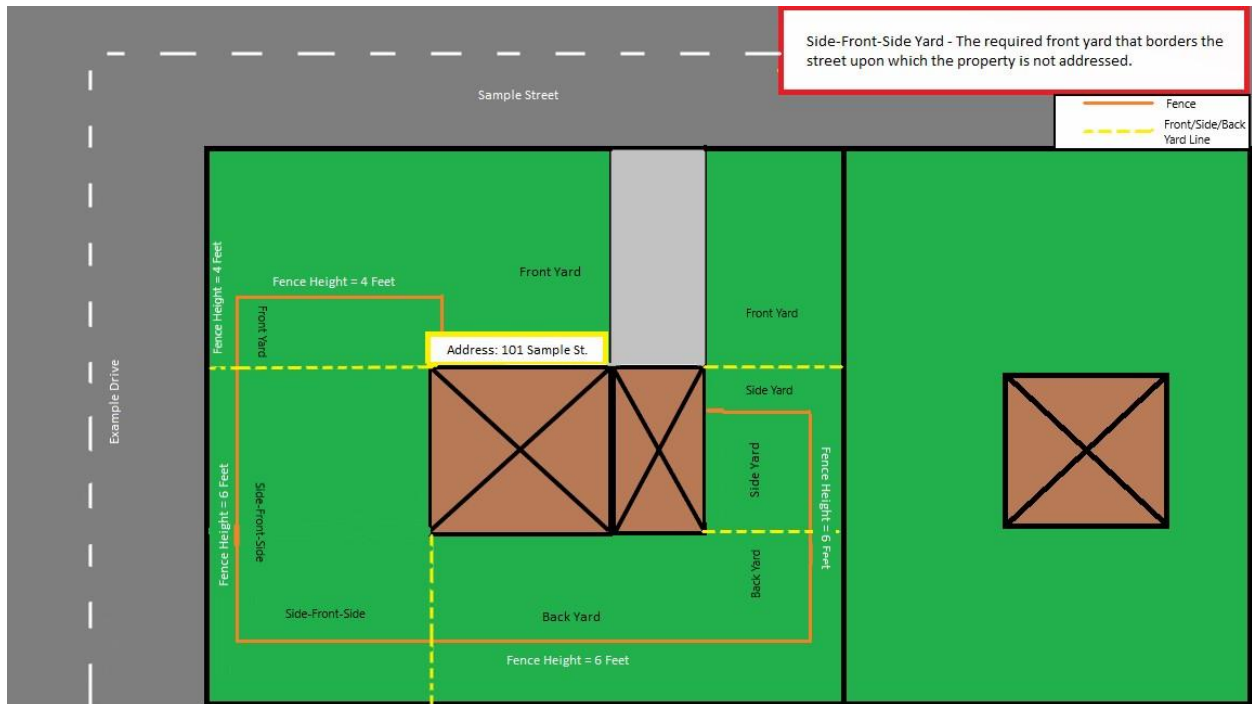 Side-Front-Side Yard - The required front yard that borders the
street upon which the property is not addressed.
Sample Street
Fence
Front/Side/Back
Yard Line
Fence Height = 4 Feet
Fence Height = 4 Feet
Front Yard
Front Yard
Front Yard
Address: 101 Sample St.
Example Drive
Side Yard
Fence Height = 6 Feet
Side-Front-Side
Side Yard
Fence Height = 6 Feet
Back Yard
Side-Front-Side
Back Yard
Fence Height = 6 Feet